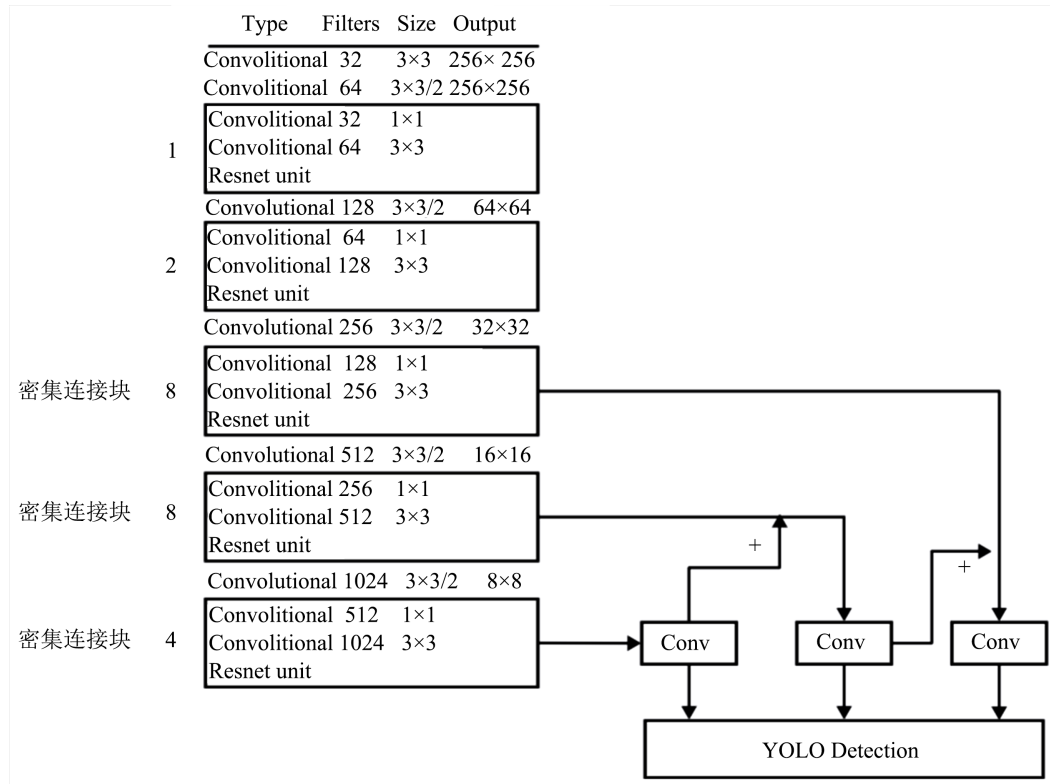 Type Filters Size Output
Convolitional 32 3×3 256× 256
Convolitional 64 3×3/2 256×256
Convolitional 32 1×1
1 Convolitional 64 3×3
Resnet unit
Convolutional 128 3×3/2 64×64
Convolitional 64 1×1
2 Convolitional 128 3×3
Resnet unit
Convolutional 256 3×3/2 32×32
Convolitional 128 1×1
密集连接块 8 Convolitional 256 3×3
Resnet unit
Convolutional 512 3×3/2 16×16
Convolitional 256 1×1
密集连接块 8 Convolitional 512 3×3
Resnet unit
+
+
Convolutional 1024 3×3/2 8×8
Convolitional 512 1×1
密集连接块 4 Convolitional 1024 3×3
Resnet unit
Conv Conv Conv
YOLO Detection